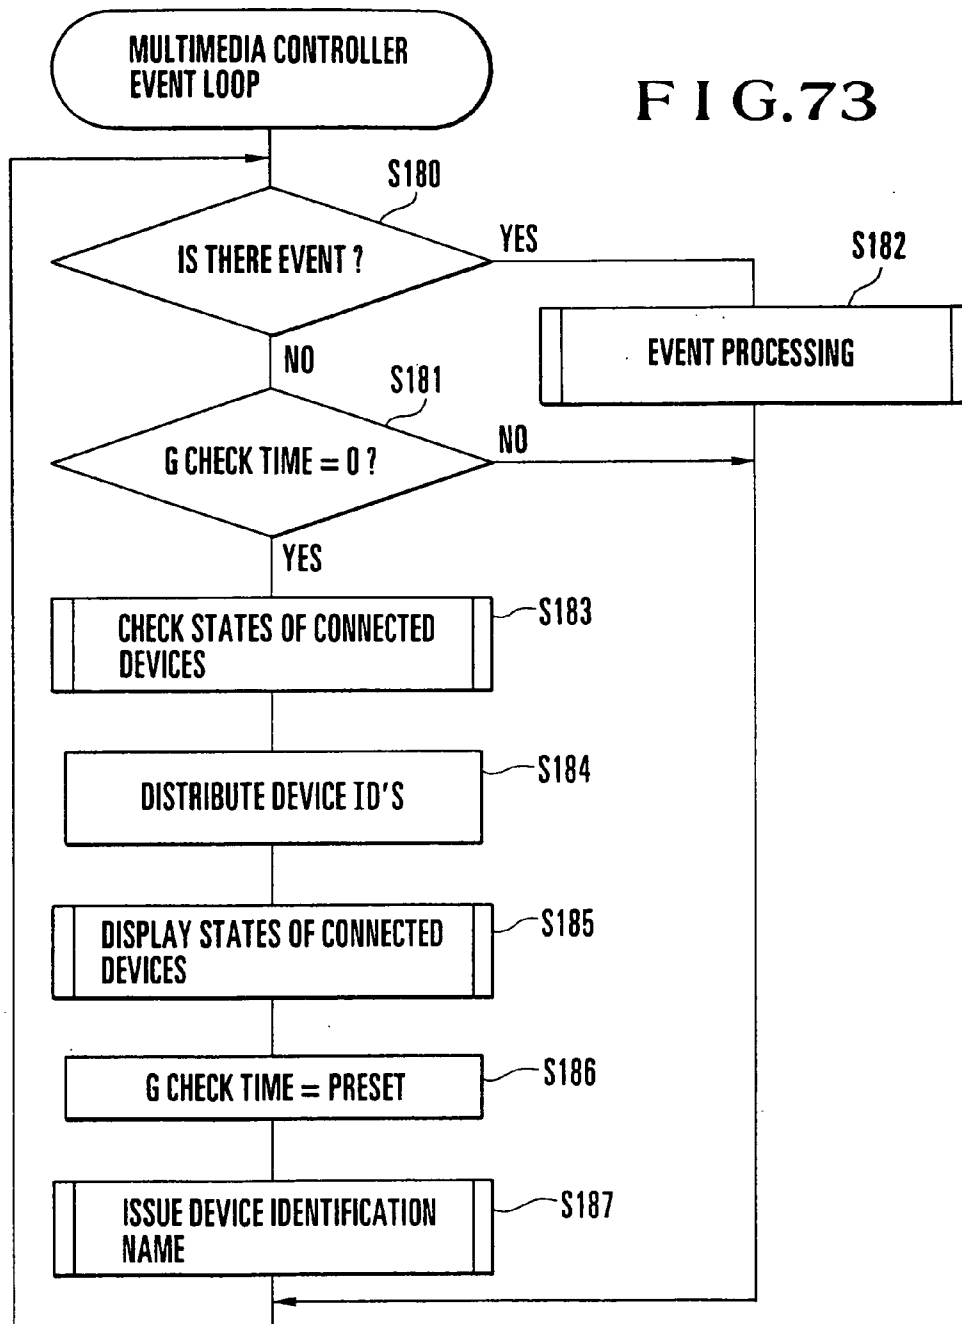 MULTIMEDIA CONTROLLER
EVENT LOOP
FIG.73
S180
IS THERE EVENT ?
YES
S182
EVENT PROCESSING
NO
S181
G CHECK TIME = 0 ?
NO
YES
S183
CHECK STATES OF CONNECTED
DEVICES
S184
DISTRIBUTE DEVICE ID'S
S185
DISPLAY STATES OF CONNECTED
DEVICES
S186
G CHECK TIME = PRESET
S187
ISSUE DEVICE IDENTIFICATION
NAME